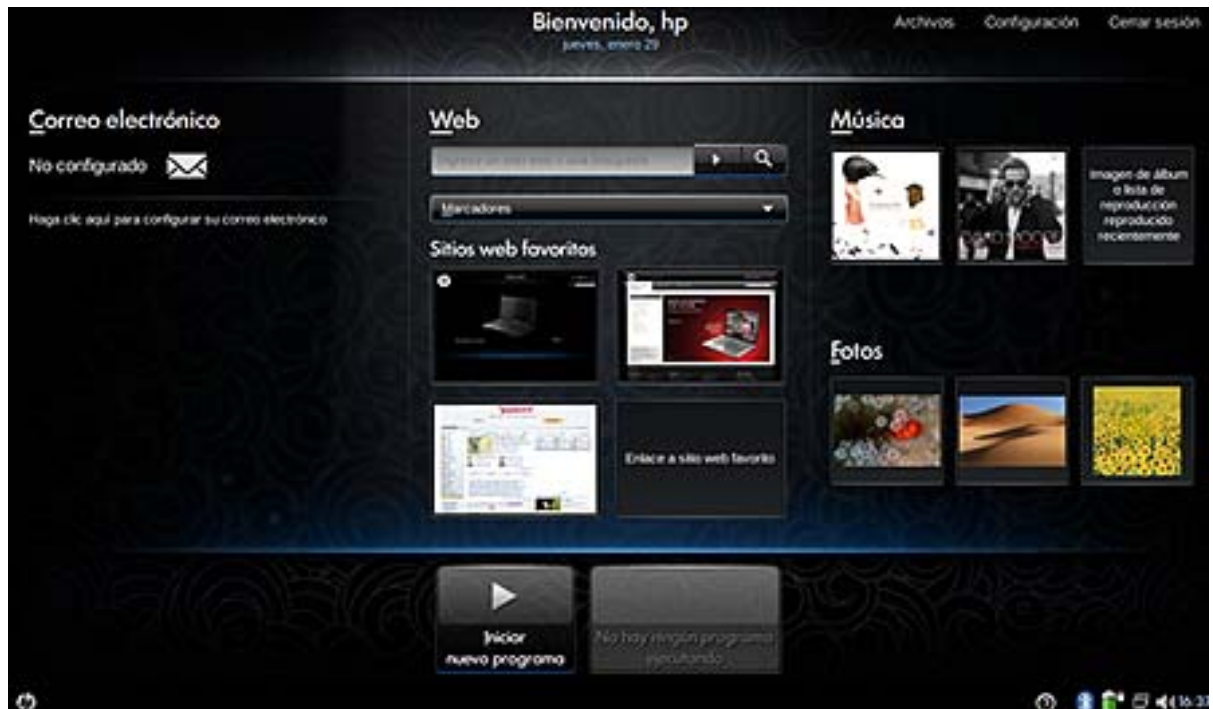 Bienvenido, hp
jueves, enero 29
Archivos Configuración Cerrar sesión
Correo electrónico
No configurado
Haga clic aquí para configurar su correo electrónico
Web
Marcadores
Sitios web favoritos
Enlace a sitio web favorito
Música
Imagen de álbum
o lista de
reproducción
reproducido
recientemente
Fotos
Iniciar
nuevo programa
No hay ningún programa
ejecutando